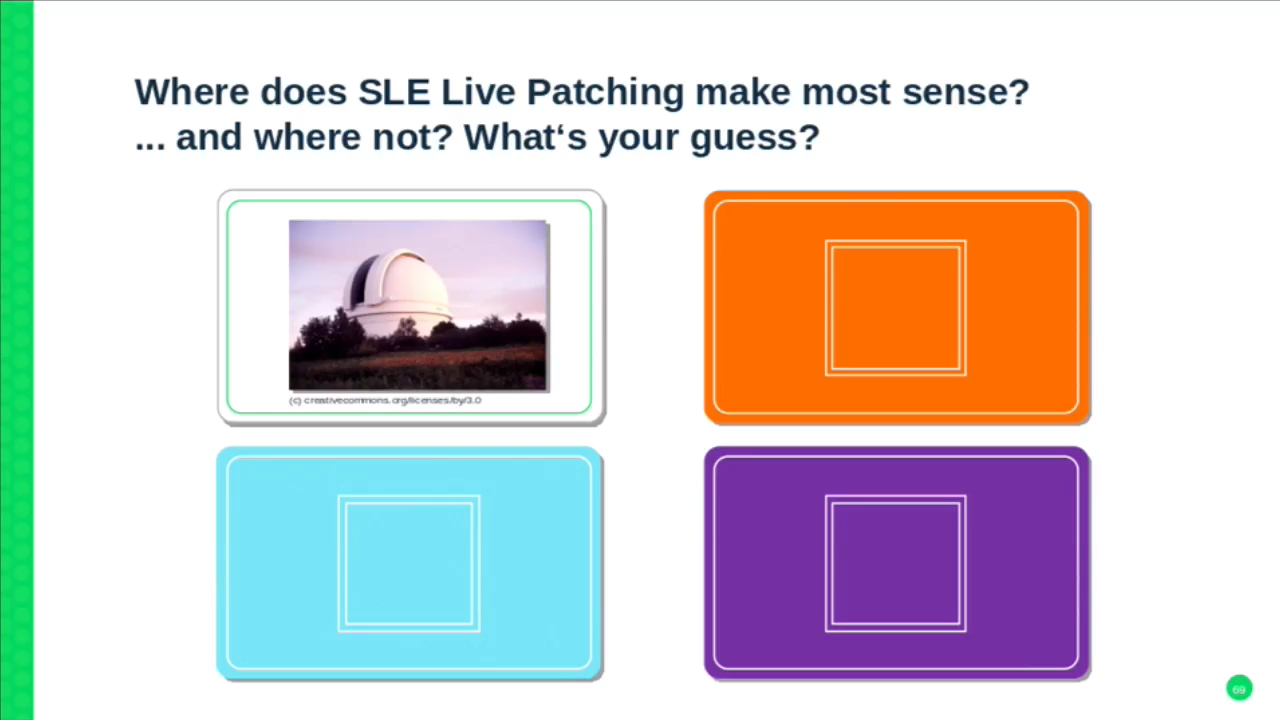 Where does SLE Live Patching make most sense?
... and where not? What‘s your guess?
(c) creativecommons.org/licenses/by/3.0
69